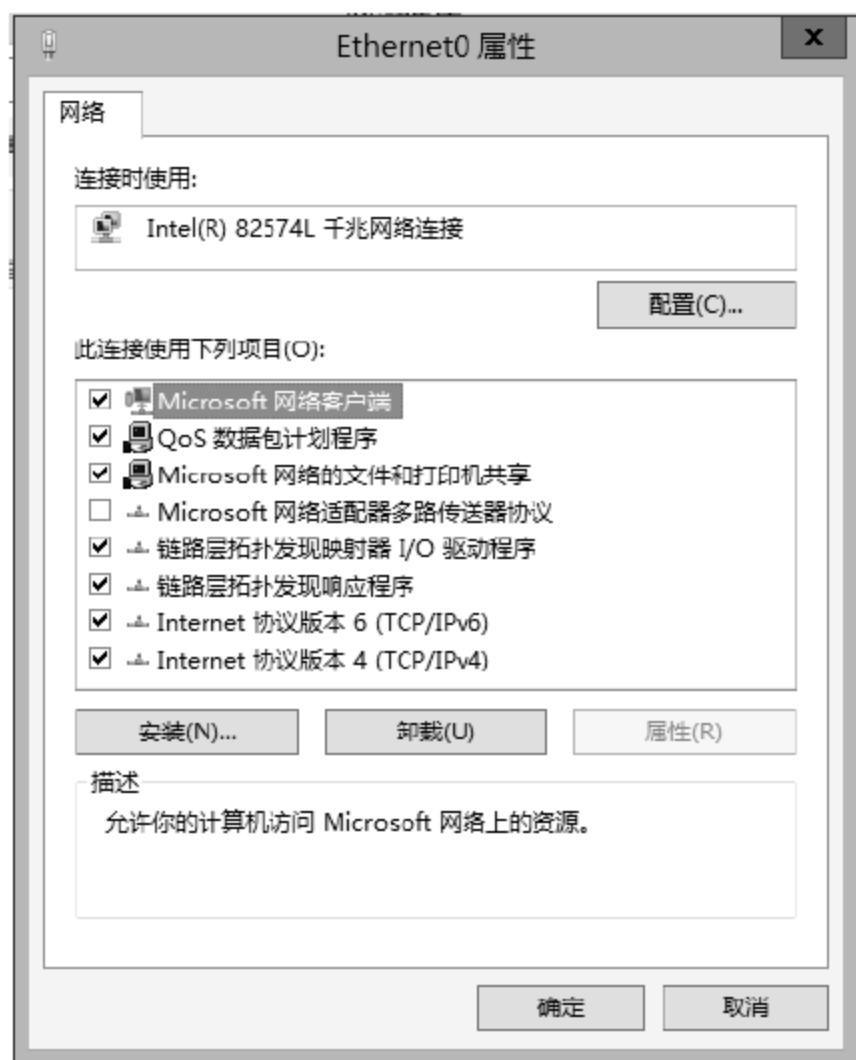 Ethernet0 属性
x
网络
连接时使用:
Intel(R) 82574L 千兆网络连接
配置(C)...
此连接使用下列项目(O):
Microsoft 网络客户端
QoS 数据包计划程序
Microsoft 网络的文件和打印机共享
Microsoft 网络适配器多路传送器协议
链路层拓扑发现映射器 I/O 驱动程序
链路层拓扑发现响应程序
Internet 协议版本 6 (TCP/IPv6)
Internet 协议版本 4 (TCP/IPv4)
安装(N)... 卸载(U) 属性(R)
描述
允许你的计算机访问 Microsoft 网络上的资源。
确定 取消